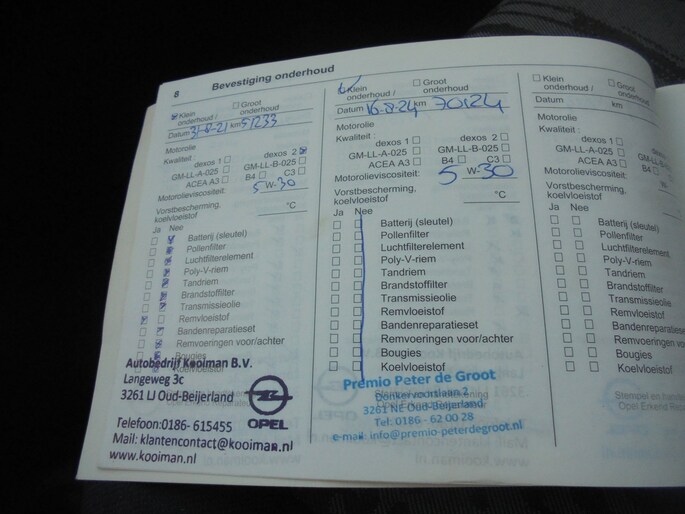 8
Bevestiging onderhoud
Klein onderhoud /
Groot onderhoud
Datum 31-8-21 km 51233
Motorolie
Kwaliteit :
dexos 1
dexos 2
GM-LL-A-025
GM-LL-B-025
ACEA A3
B4
C3
Motorolieviscositeit:
5 W-30
Vorstbescherming,
koelvloeistof
°C
Ja Nee
Batterij (sleutel)
Pollenfilter
Luchtfilterelement
Poly-V-riem
Tandriem
Brandstoffilter
Transmissieolie
Remvloeistof
Bandenreparatieset
Remvoeringen voor/achter
Bougies
Autobedrijf Kooiman B.V.
Langeweg 3c
3261 LJ Oud-Beijerland
OPEL
Telefoon:0186- 615455
Mail: klantencontact@kooiman.nl
www.kooiman.nl
Klein onderhoud /
Groot onderhoud
Datum 16-8-24 km 70124
Motorolie
Kwaliteit :
dexos 1
dexos 2
GM-LL-A-025
GM-LL-B-025
ACEA A3
B4
C3
Motorolieviscositeit:
5 W-30
Vorstbescherming,
koelvloeistof
°C
Ja Nee
Batterij (sleutel)
Pollenfilter
Luchtfilterelement
Poly-V-riem
Tandriem
Brandstoffilter
Transmissieolie
Remvloeistof
Bandenreparatieset
Remvoeringen voor/achter
Bougies
Koelvloeistof
Premio Peter de Groot
Donkervoorslaan 2
3261 NE Oud-Beijerland
Tel: 0186 - 62 00 28
e-mail: info@premio-peterdegroot.nl
Klein onderhoud /
Groot onderhoud
Datum
km
Motorolie
Kwaliteit :
dexos 1
GM-LL-A-025
ACEA A3
B4
Motorolieviscositeit:
W-
Vorstbescherming,
koelvloeistof
Ja Nee
Batterij (sleutel)
Pollenfilter
Luchtfilterelement
Poly-V-riem
Tandriem
Brandstoffilter
Transmissieolie
Remvloeistof
Bandenreparatieset
Remvoeringen voor/achter
Bougies
Koelvloeistof
Stempel en
Opel Erkend